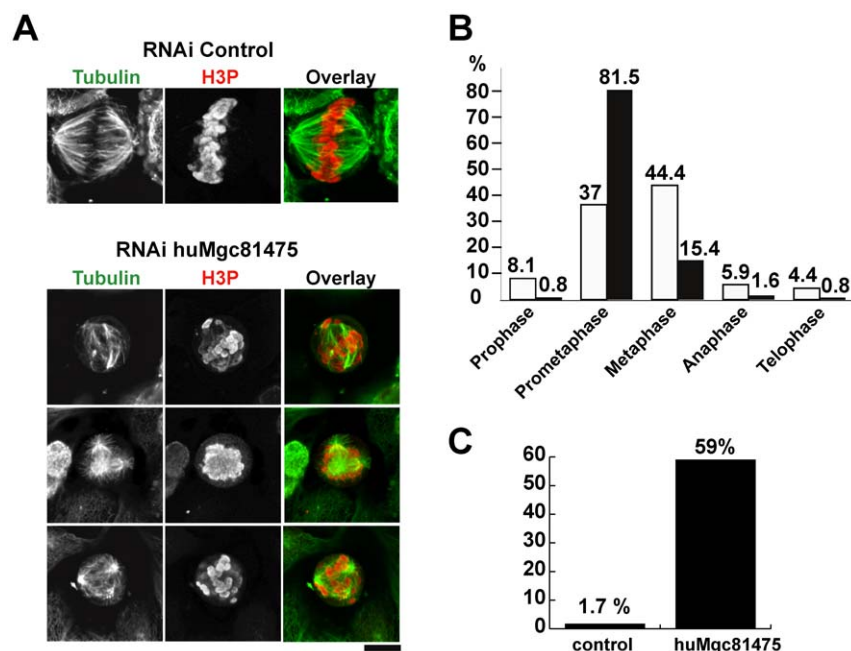 A
RNAi Control
Tubulin H3P Overlay
RNAi huMgc81475
Tubulin H3P Overlay
B
%
80
70
60
50
40
30
20
10
0
8.1
0.8
37
81.5
44.4
15.4
5.9
1.6
4.4
0.8
Prophase
Prometaphase
Metaphase
Anaphase
Telophase
C
60
50
40
30
20
10
0
1.7 %
59%
control huMgc81475